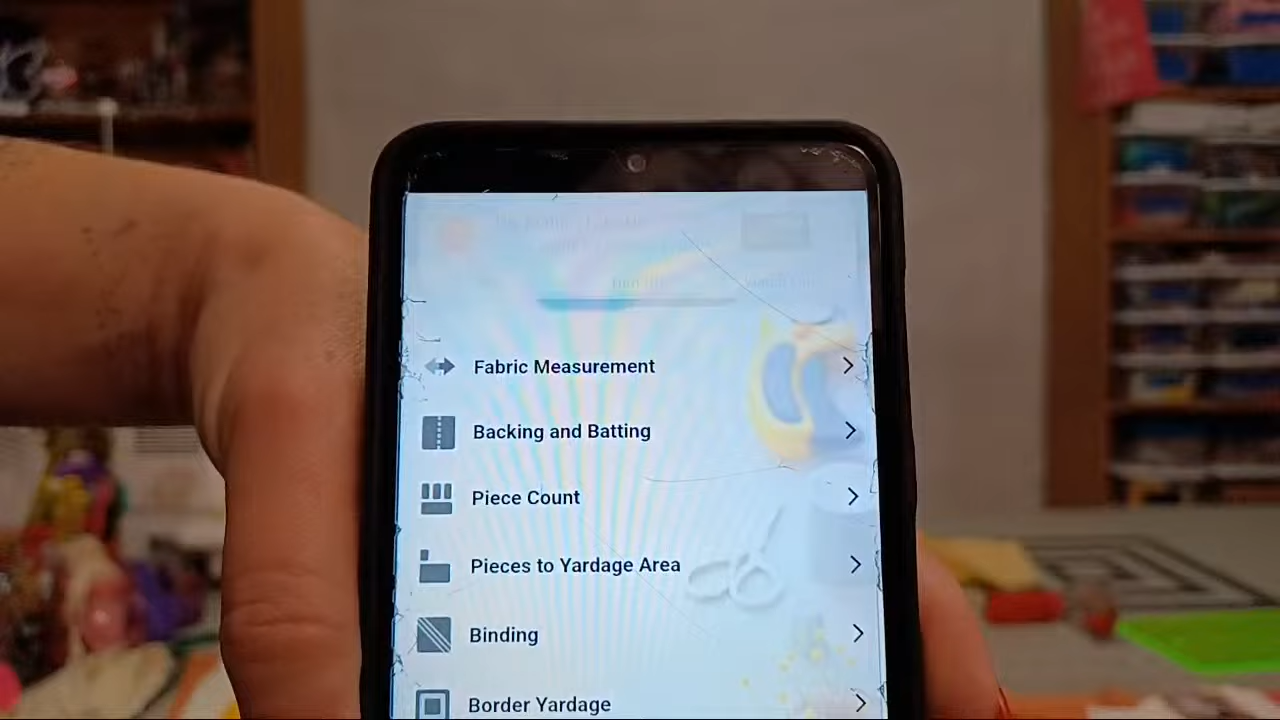 Fabric Measurement
Backing and Batting
Piece Count
Pieces to Yardage Area
Binding
Border Yardage